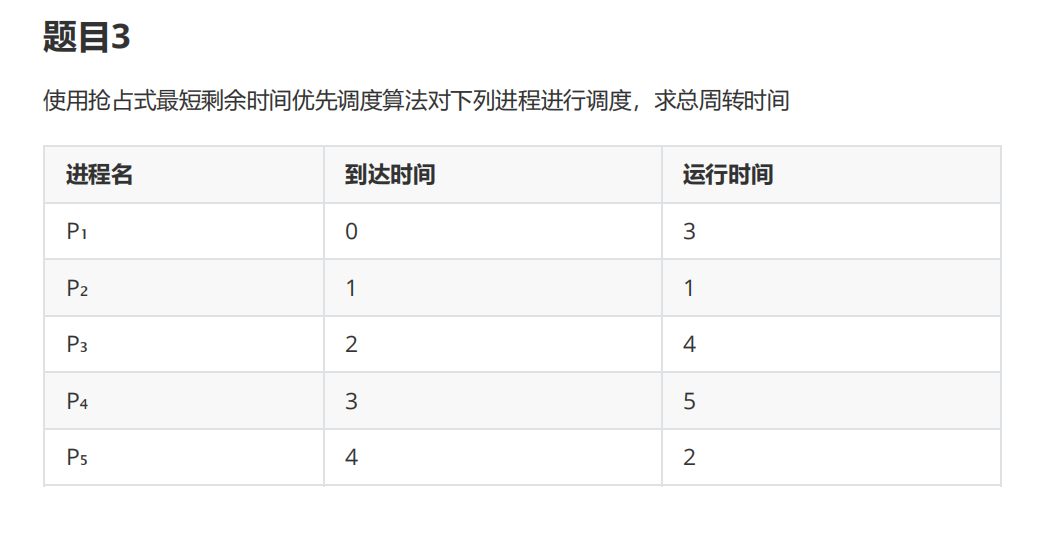 题目3
使用抢占式最短剩余时间优先调度算法对下列进程进行调度，求总周转时间
进程名 到达时间 运行时间
P₁ 0 3
P₂ 1 1
P₃ 2 4
P₄ 3 5
P₅ 4 2